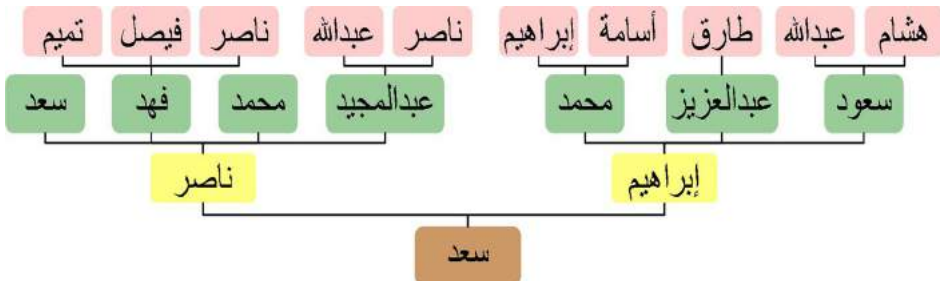 هشام عبدالله طارق أسامة إبراهيم ناصر عبدالله ناصر فيصل تميم
سعود عبدالعزيز محمد عبدالمجيد محمد فهد سعد
إبراهيم ناصر
سعد